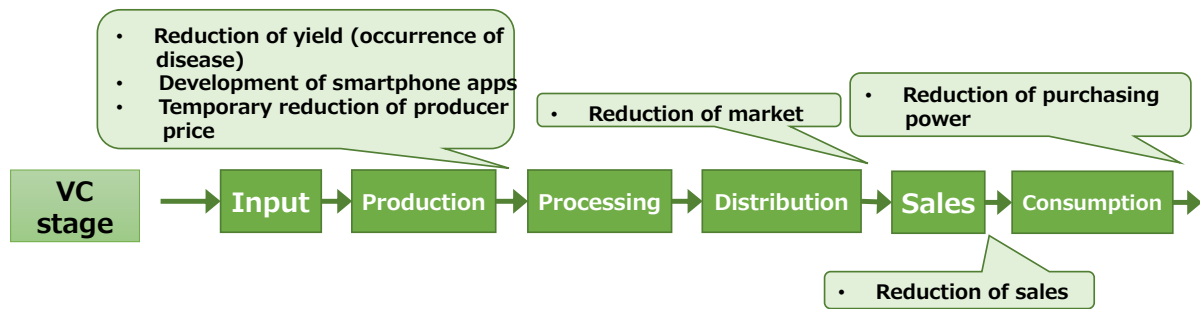 • Reduction of yield (occurrence of
disease)
• Development of smartphone apps
• Temporary reduction of producer
price
• Reduction of market
• Reduction of purchasing
power
VC
stage
Input
Production
Processing
Distribution
Sales
Consumption
• Reduction of sales